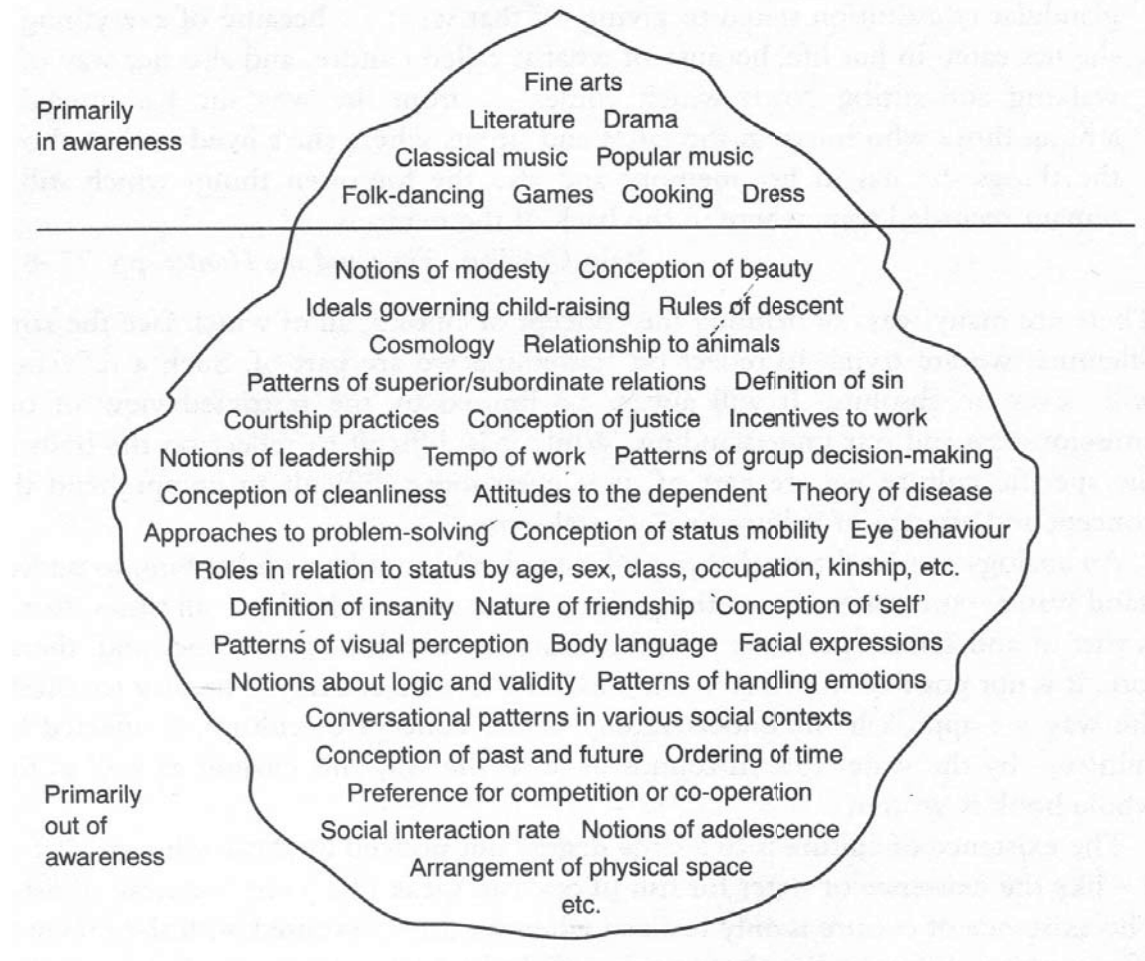 Fine arts
Primarily
in awareness
Literature Drama
Classical music Popular music
Folk-dancing Games Cooking Dress
Notions of modesty Conception of beauty
Ideals governing child-raising Rules of descent
Cosmology Relationship to animals
Patterns of superior/subordinate relations Definition of sin
Courtship practices Conception of justice Incentives to work
Notions of leadership Tempo of work Patterns of group decision-making
Conception of cleanliness Attitudes to the dependent Theory of disease
Approaches to problem-solving Conception of status mobility Eye behaviour
Roles in relation to status by age, sex, class, occupation, kinship, etc.
Definition of insanity Nature of friendship Conception of 'self'
Patterns of visual perception Body language Facial expressions
Notions about logic and validity Patterns of handling emotions
Conversational patterns in various social contexts
Conception of past and future Ordering of time
Preference for competition or co-operation
Social interaction rate Notions of adolescence
Arrangement of physical space
etc.
Primarily
out of
awareness